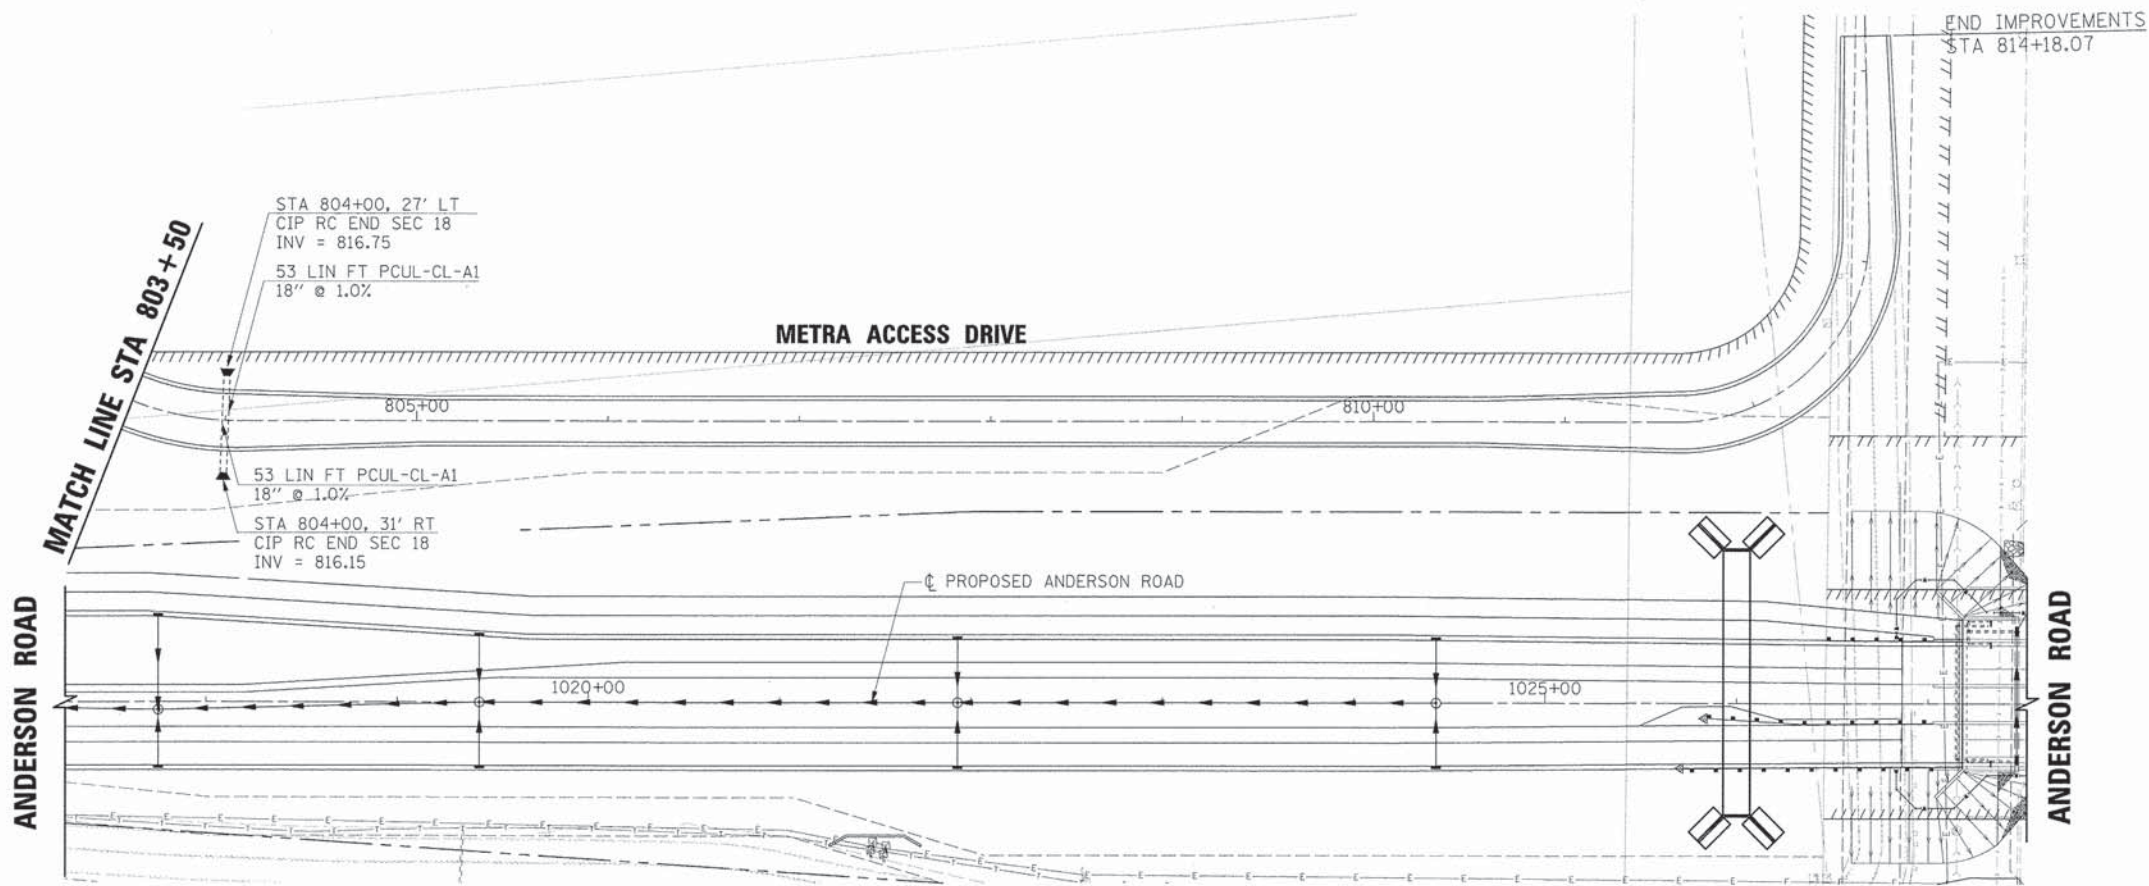 END IMPROVEMENTS
STA 814+18.07
STA 804+00, 27' LT
CIP RC END SEC 18
INV = 816.75
53 LIN FT PCUL-CL-A1
18" @ 1.0%
MATCH LINE STA 803+50
METRA ACCESS DRIVE
805+00
810+00
53 LIN FT PCUL-CL-A1
18" @ 1.0%
STA 804+00, 31' RT
CIP RC END SEC 18
INV = 816.15
℄ PROPOSED ANDERSON ROAD
ANDERSON ROAD
1020+00
1025+00
ANDERSON ROAD